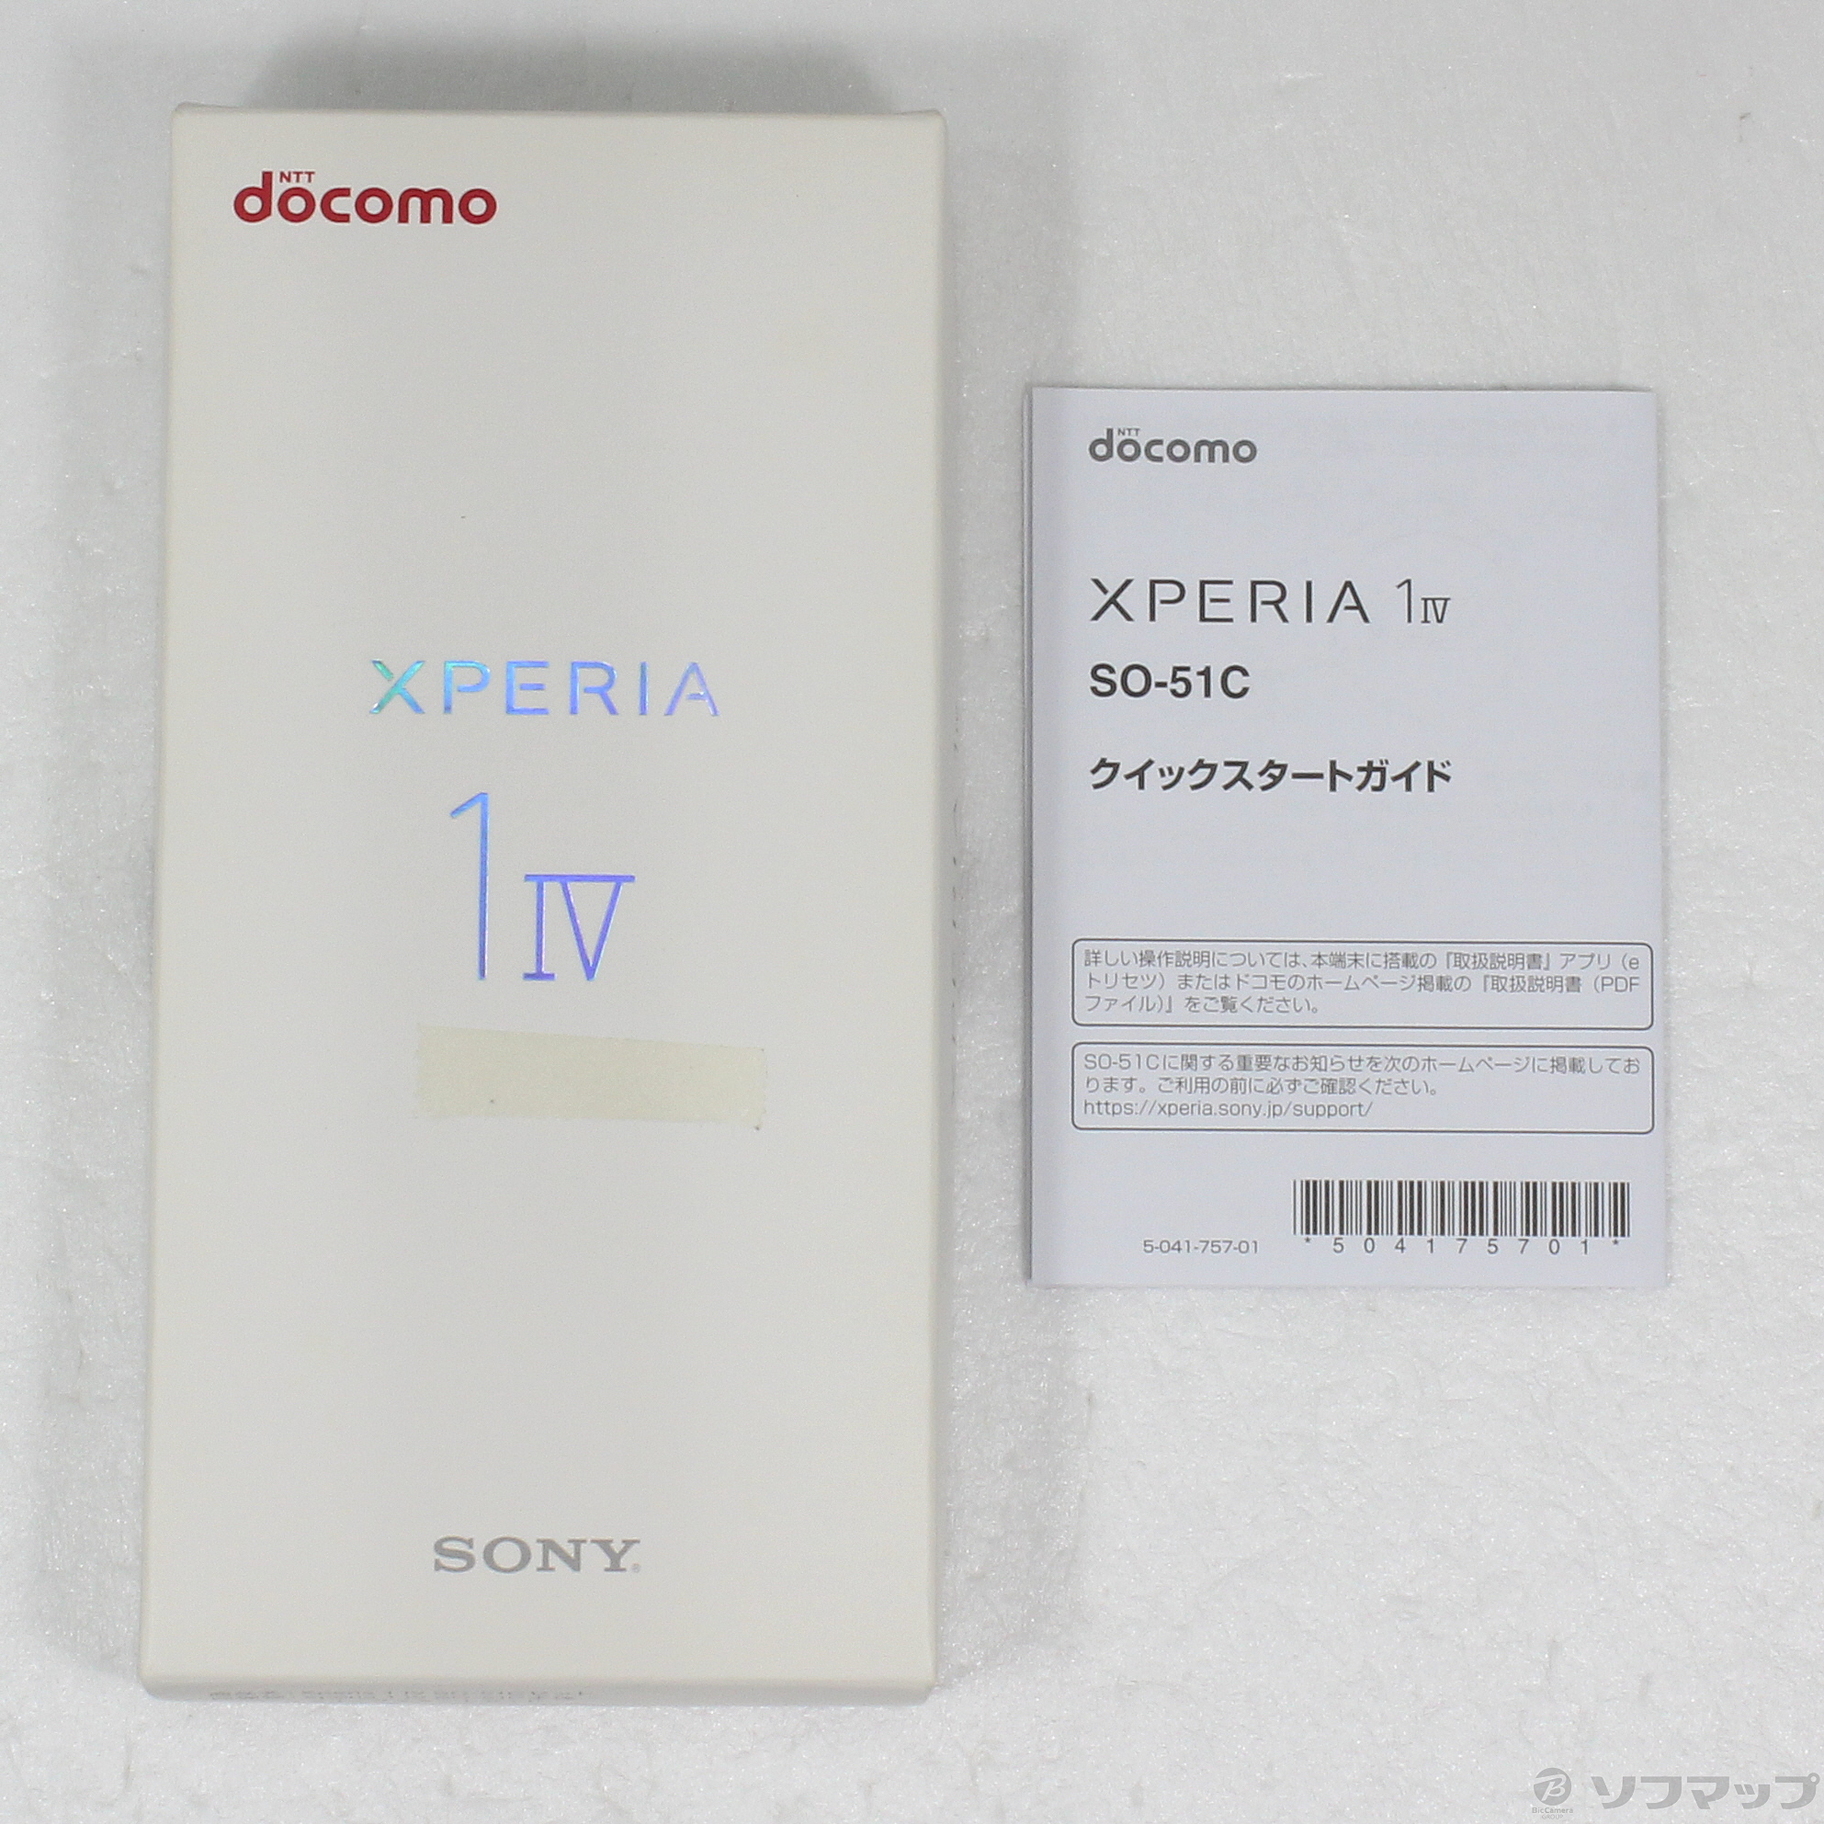 NTT
docomo
XPERIA
1 IV
SONY
NTT
docomo
XPERIA 1 IV
SO-51C
クイックスタートガイド
詳しい操作説明については、本端末に搭載の『取扱説明書』アプリ（e
トリセツ）またはドコモのホームページ掲載の『取扱説明書（PDF
ファイル）』をご覧ください。
SO-51Cに関する重要なお知らせを次のホームページに掲載してお
ります。ご利用の前に必ずご確認ください。
https://xperia.sony.jp/support/
5-041-757-01
*504175701*
B
BicCamera
GROUP
ソフマップ